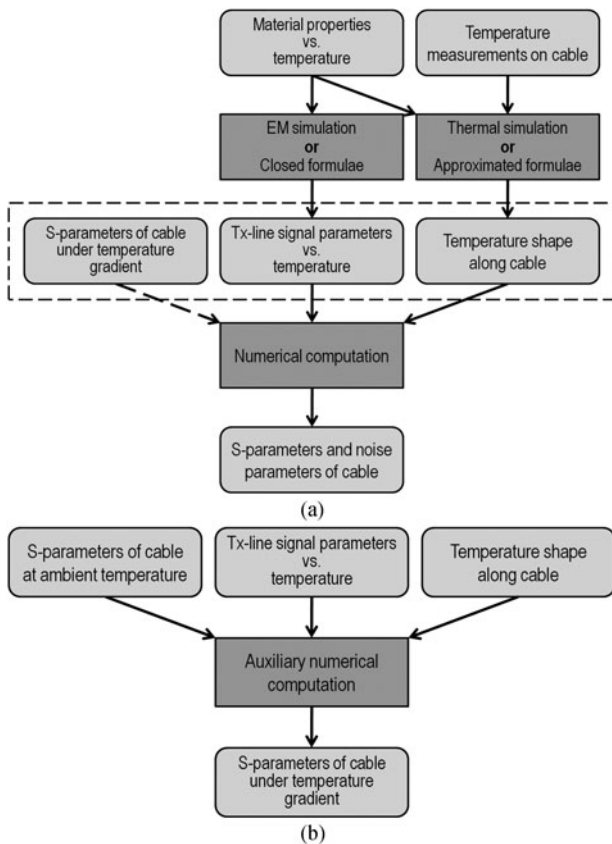 Material properties
vs.
temperature
Temperature
measurements on cable
EM simulation
or
Closed formulae
Thermal simulation
or
Approximated formulae
S-parameters of cable
under temperature
gradient
Tx-line signal parameters
vs.
temperature
Temperature shape
along cable
Numerical computation
S-parameters and noise
parameters of cable
(a)
S-parameters of cable
at ambient temperature
Tx-line signal parameters
vs.
temperature
Temperature shape
along cable
Auxiliary numerical
computation
S-parameters of cable
under temperature
gradient
(b)